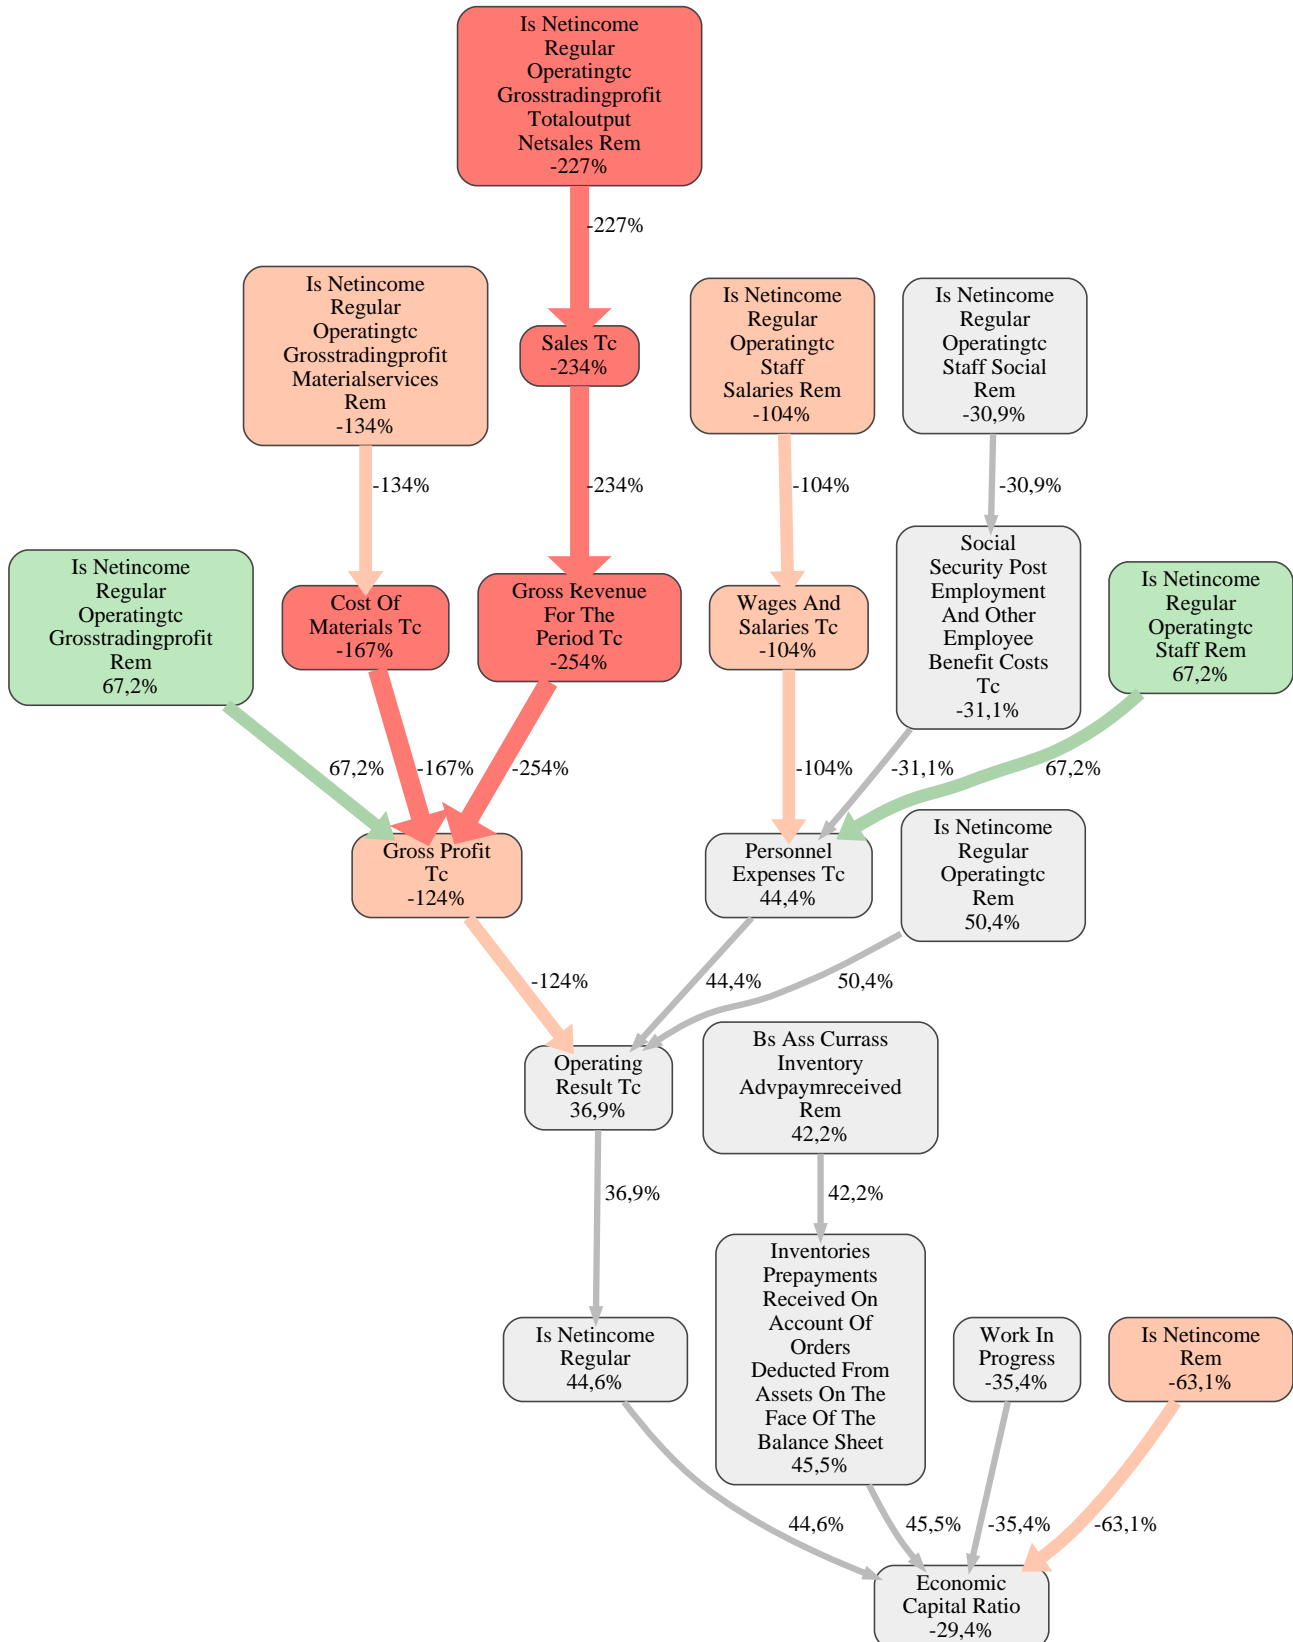 Is Netincome
Regular
Operatingtc
Grosstradingprofit
Totaloutput
Netsales Rem
-227%
-227%
Is Netincome
Regular
Operatingtc
Grosstradingprofit
Materialservices
Rem
-134%
Sales Tc
-234%
Is Netincome
Regular
Operatingtc
Staff
Salaries Rem
-104%
Is Netincome
Regular
Operatingtc
Staff Social
Rem
-30,9%
-134%
-234%
-104%
-30,9%
Is Netincome
Regular
Operatingtc
Grosstradingprofit
Rem
67,2%
Cost Of
Materials Tc
-167%
Gross Revenue
For The
Period Tc
-254%
Wages And
Salaries Tc
-104%
Social
Security Post
Employment
And Other
Employee
Benefit Costs
Tc
-31,1%
Is Netincome
Regular
Operatingtc
Staff Rem
67,2%
67,2%
-167%
-254%
-104%
-31,1%
67,2%
Gross Profit
Tc
-124%
Personnel
Expenses Tc
44,4%
Is Netincome
Regular
Operatingtc
Rem
50,4%
-124%
44,4%
50,4%
Operating
Result Tc
36,9%
Bs Ass Currass
Inventory
Advpaymreceived
Rem
42,2%
36,9%
42,2%
Is Netincome
Regular
44,6%
Inventories
Prepayments
Received On
Account Of
Orders
Deducted From
Assets On The
Face Of The
Balance Sheet
45,5%
Work In
Progress
-35,4%
Is Netincome
Rem
-63,1%
44,6%
45,5%
-35,4%
-63,1%
Economic
Capital Ratio
-29,4%